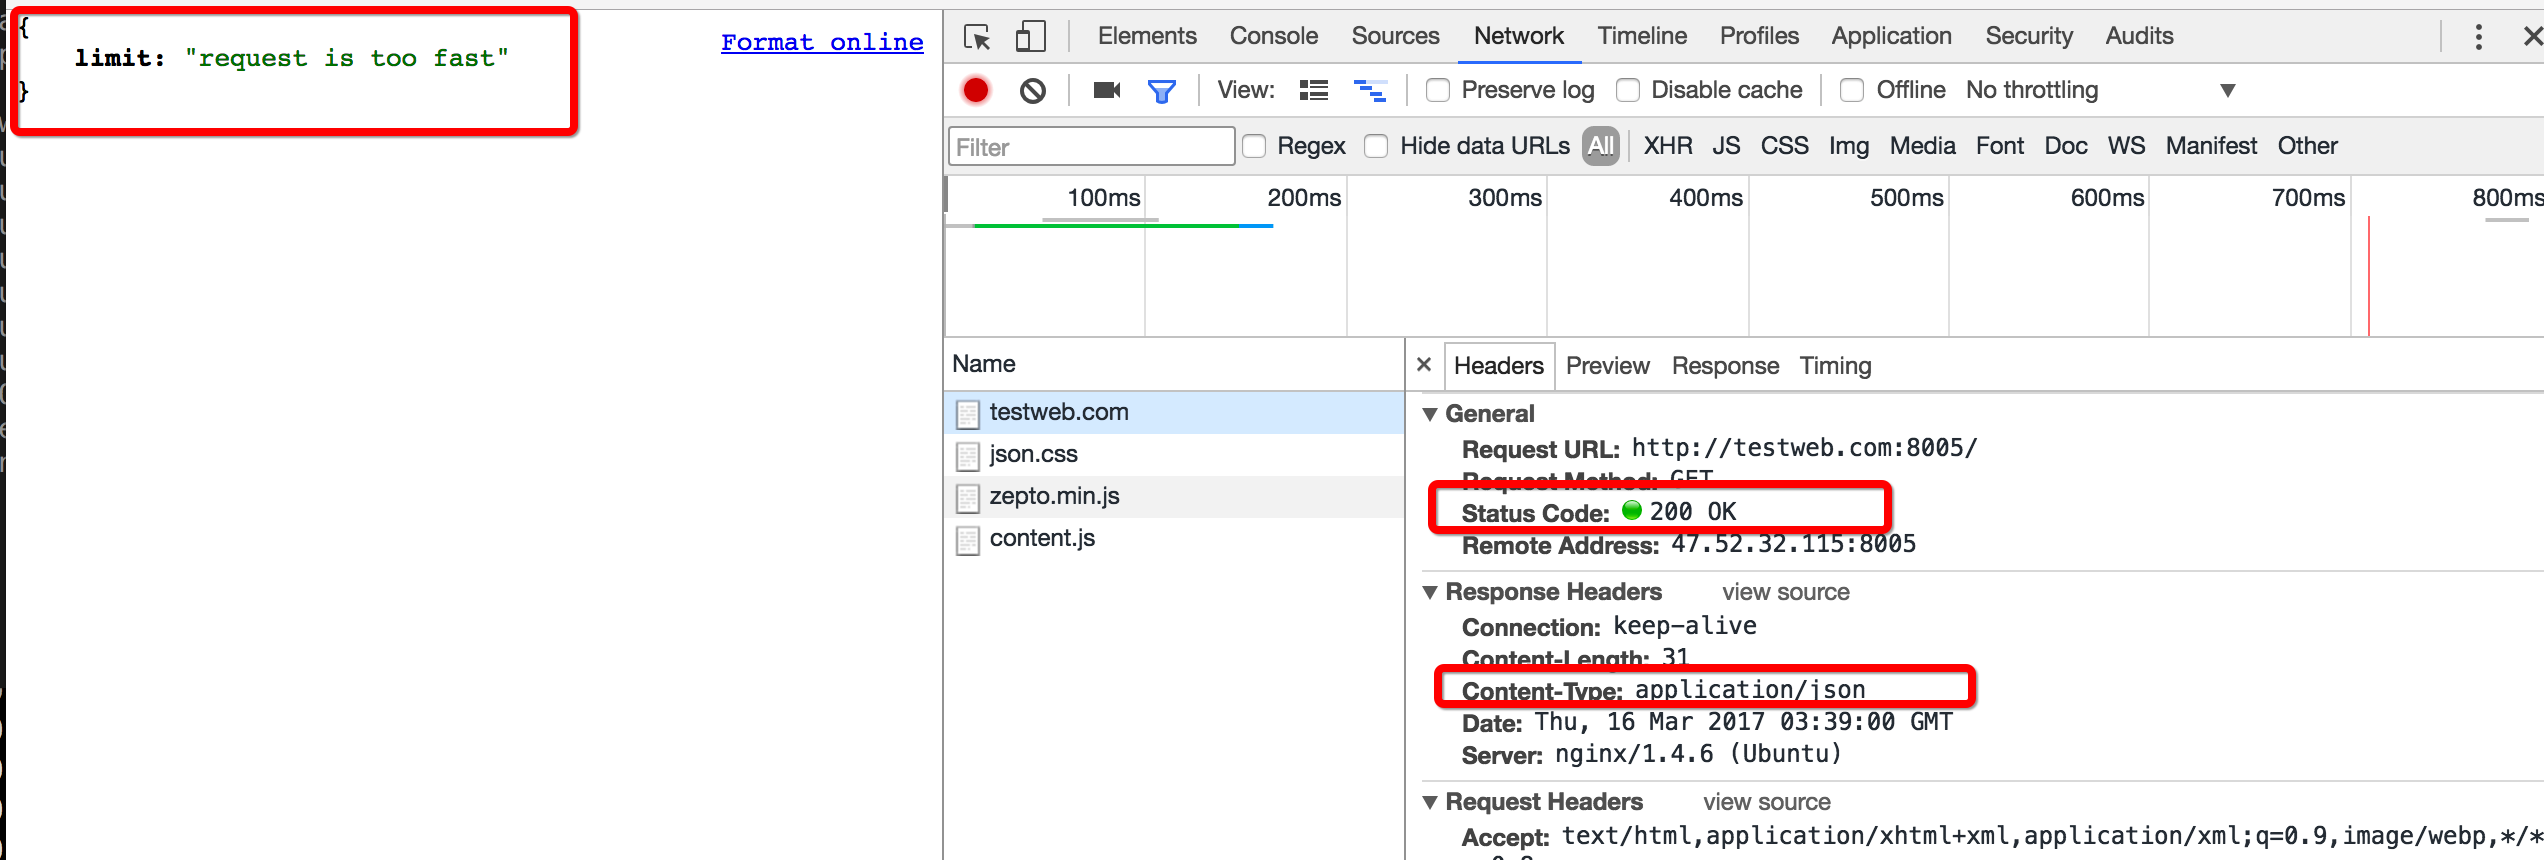 {
limit: "request is too fast"
}
Format online
Elements Console Sources Network Timeline Profiles Application Security Audits
View: Preserve log Disable cache Offline No throttling
Filter Regex Hide data URLs All XHR JS CSS Img Media Font Doc WS Manifest Other
100ms 200ms 300ms 400ms 500ms 600ms 700ms 800ms
Name
testweb.com
json.css
zepto.min.js
content.js
Headers Preview Response Timing
General
Request URL: http://testweb.com:8005/
Request Method: GET
Status Code: 200 OK
Remote Address: 47.52.32.115:8005
Response Headers view source
Connection: keep-alive
Content-Length: 31
Content-Type: application/json
Date: Thu, 16 Mar 2017 03:39:00 GMT
Server: nginx/1.4.6 (Ubuntu)
Request Headers view source
Accept: text/html,application/xhtml+xml,application/xml;q=0.9,image/webp,*/*